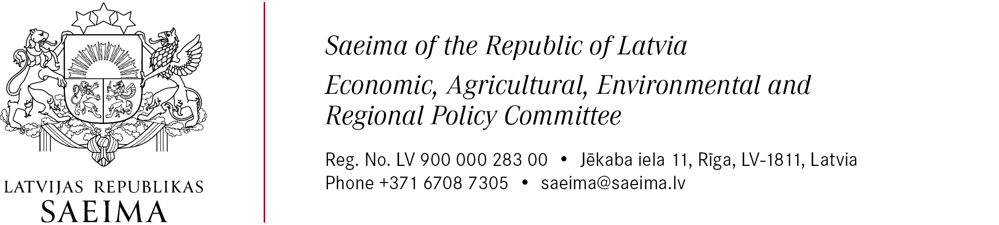 LATVIJAS REPUBLIKAS
SAEIMA
Saeima of the Republic of Latvia
Economic, Agricultural, Environmental and
Regional Policy Committee
Reg. No. LV 900 000 283 00 • Jēkaba iela 11, Rīga, LV-1811, Latvia
Phone +371 6708 7305 • saeima@saeima.lv